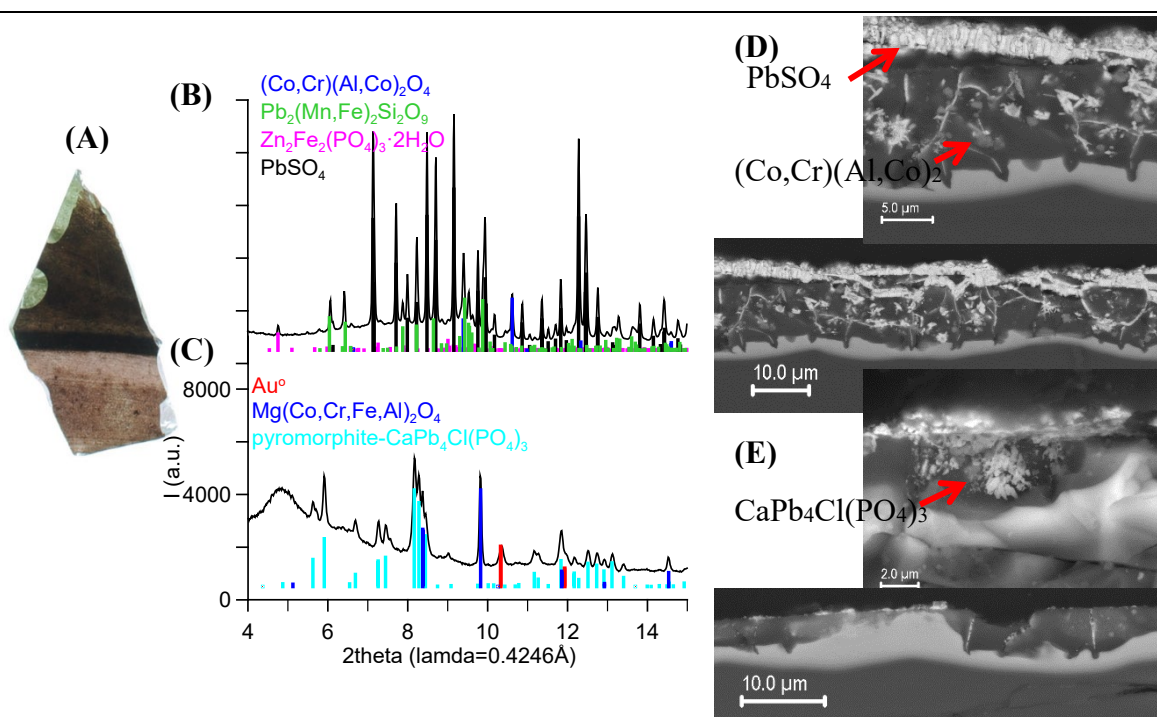 (A)
(B)
(Co,Cr)(Al,Co)₂O₄
Pb₂(Mn,Fe)₂Si₂O₉
Zn₂Fe₂(PO₄)₃·2H₂O
PbSO₄
(C)
Au°
Mg(Co,Cr,Fe,Al)₂O₄
pyromorphite-CaPb₄Cl(PO₄)₃
I (a.u.)
8000
4000
0
4 6 8 10 12 14
2theta (lamda=0.4246Å)
(D)
PbSO₄
(Co,Cr)(Al,Co)₂
5.0 µm
10.0 µm
(E)
CaPb₄Cl(PO₄)₃
2.0 µm
10.0 µm